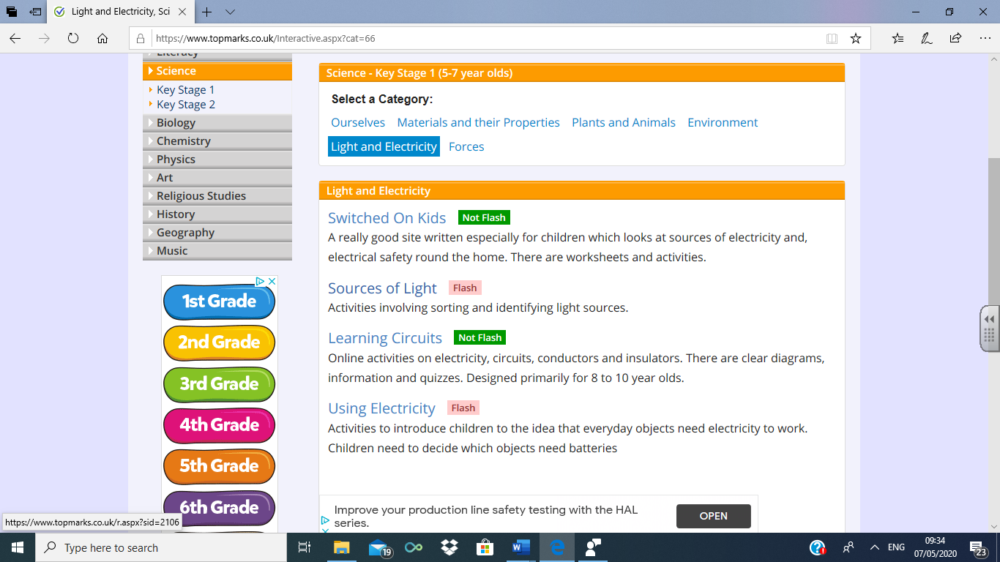 Light and Electricity, Sci
https://www.topmarks.co.uk/Interactive.aspx?cat=66
Literacy
Science
Key Stage 1
Key Stage 2
Biology
Chemistry
Physics
Art
Religious Studies
History
Geography
Music
1st Grade
2nd Grade
3rd Grade
4th Grade
5th Grade
6th Grade
Science - Key Stage 1 (5-7 year olds)
Select a Category:
Ourselves Materials and their Properties Plants and Animals Environment
Light and Electricity Forces
Light and Electricity
Switched On Kids Not Flash
A really good site written especially for children which looks at sources of electricity and,
electrical safety round the home. There are worksheets and activities.
Sources of Light Flash
Activities involving sorting and identifying light sources.
Learning Circuits Not Flash
Online activities on electricity, circuits, conductors and insulators. There are clear diagrams,
information and quizzes. Designed primarily for 8 to 10 year olds.
Using Electricity Flash
Activities to introduce children to the idea that everyday objects need electricity to work.
Children need to decide which objects need batteries
Improve your production line safety testing with the HAL
series.
OPEN
https://www.topmarks.co.uk/r.aspx?sid=2106
Type here to search
19
ENG
09:34
07/05/2020
23